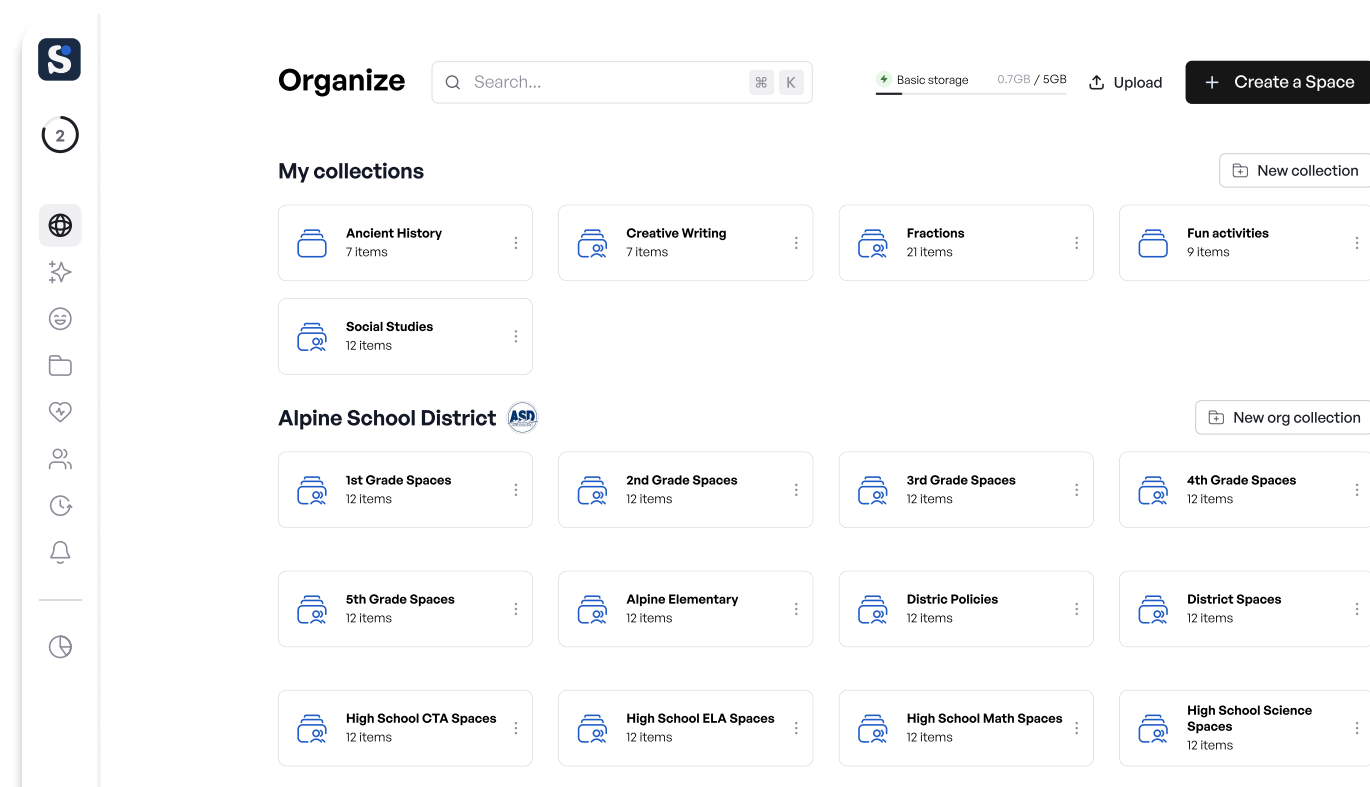 S
Organize
Search...
⌘ K
Basic storage
0.7GB / 5GB
Upload
+ Create a Space
2
My collections
New collection
Ancient History
7 items
Creative Writing
7 items
Fractions
21 items
Fun activities
9 items
Social Studies
12 items
Alpine School District
ASD
New org collection
1st Grade Spaces
12 items
2nd Grade Spaces
12 items
3rd Grade Spaces
12 items
4th Grade Spaces
12 items
5th Grade Spaces
12 items
Alpine Elementary
12 items
Distric Policies
12 items
District Spaces
12 items
High School CTA Spaces
12 items
High School ELA Spaces
12 items
High School Math Spaces
12 items
High School Science
Spaces
12 items